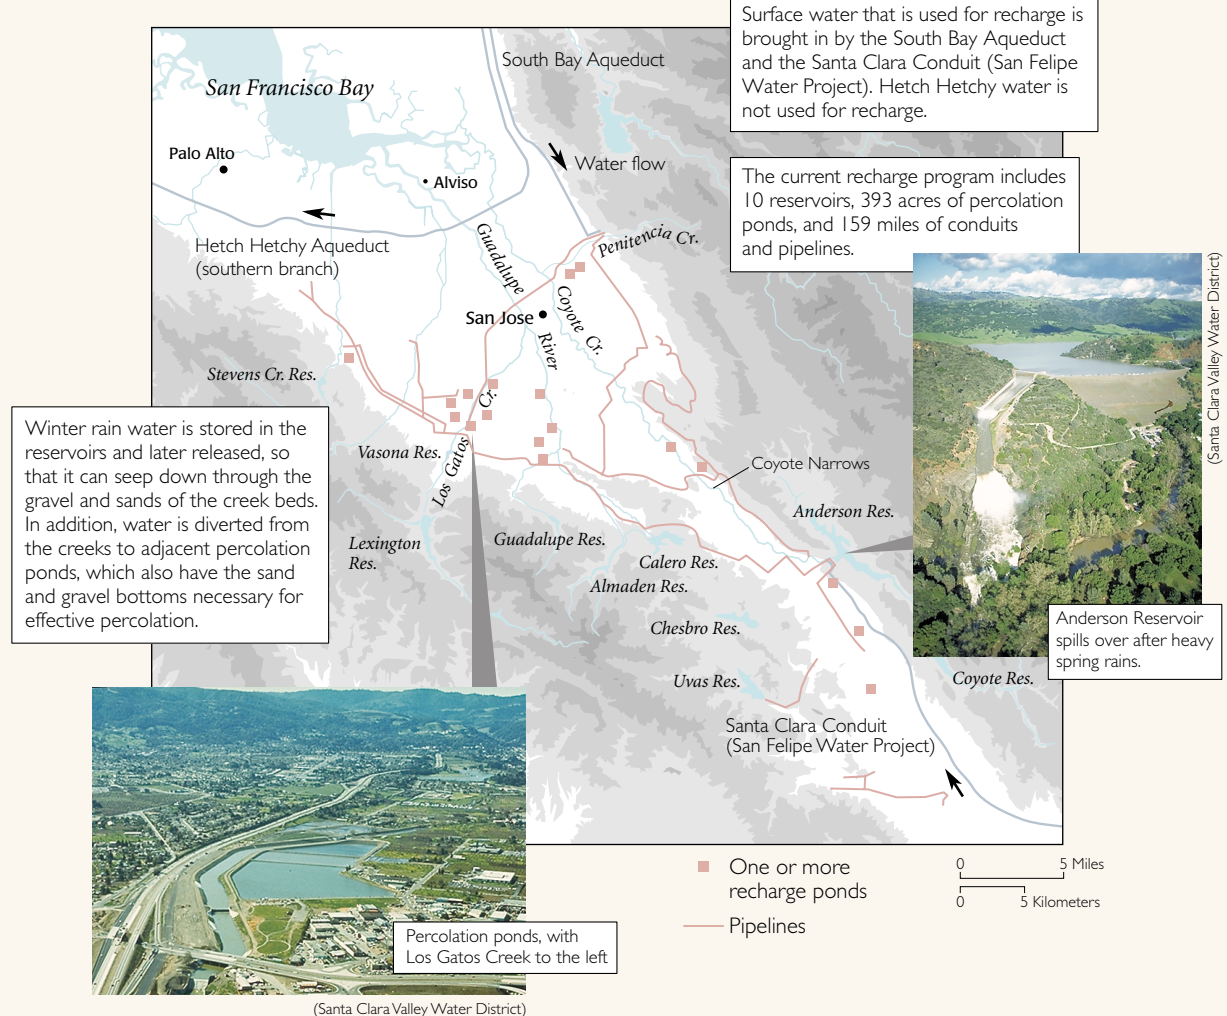 Surface water that is used for recharge is
brought in by the South Bay Aqueduct
and the Santa Clara Conduit (San Felipe
Water Project). Hetch Hetchy water is
not used for recharge.
South Bay Aqueduct
San Francisco Bay
Palo Alto
Water flow
Alviso
The current recharge program includes
10 reservoirs, 393 acres of percolation
ponds, and 159 miles of conduits
and pipelines.
Hetch Hetchy Aqueduct
(southern branch)
Guadalupe
River
Penitencia Cr.
Coyote Cr.
San Jose
(Santa Clara Valley Water District)
Stevens Cr. Res.
Winter rain water is stored in the
reservoirs and later released, so
that it can seep down through the
gravel and sands of the creek beds.
In addition, water is diverted from
the creeks to adjacent percolation
ponds, which also have the sand
and gravel bottoms necessary for
effective percolation.
Vasona Res.
Los Gatos
Cr.
Coyote Narrows
Anderson Res.
Lexington
Res.
Guadalupe Res.
Calero Res.
Almaden Res.
Chesbro Res.
Uvas Res.
Anderson Reservoir
spills over after heavy
spring rains.
Coyote Res.
Santa Clara Conduit
(San Felipe Water Project)
One or more
recharge ponds
Pipelines
0 5 Miles
0 5 Kilometers
Percolation ponds, with
Los Gatos Creek to the left
(Santa Clara Valley Water District)